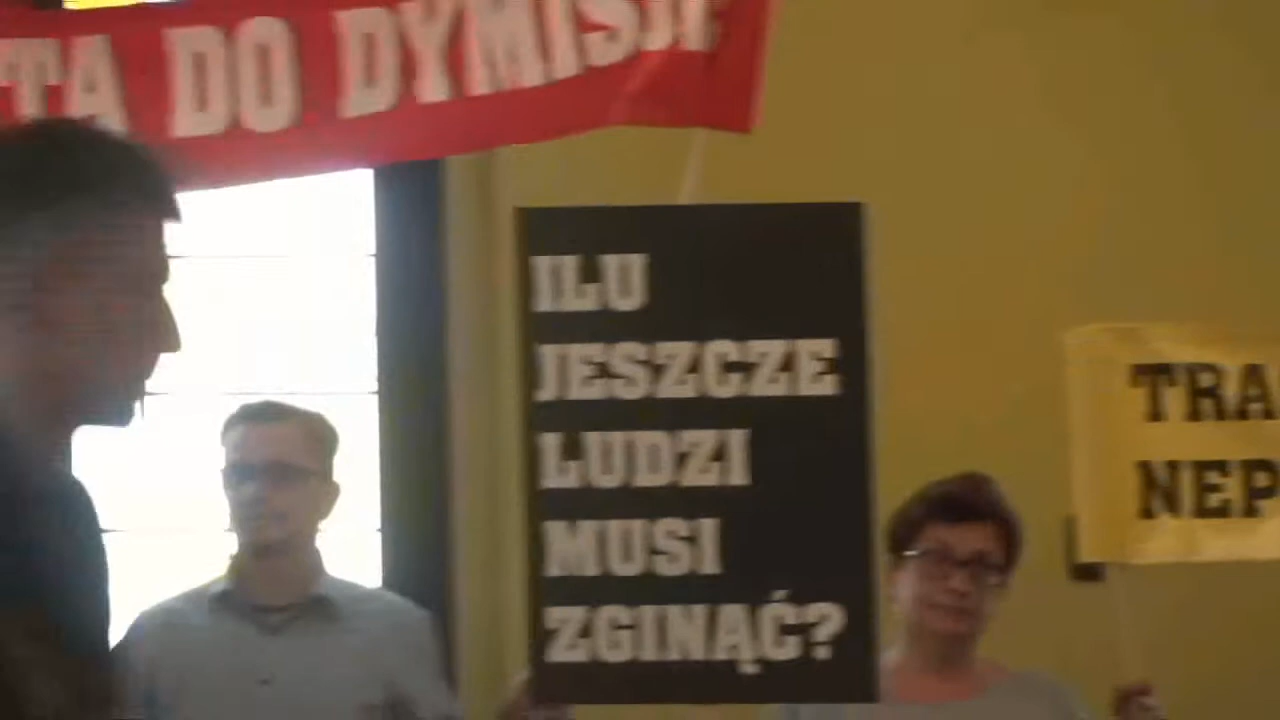 TA DO DYMISJI
ILU
JESZCZE
LUDZI
MUSI
ZGINĄĆ?
TRA
NEP